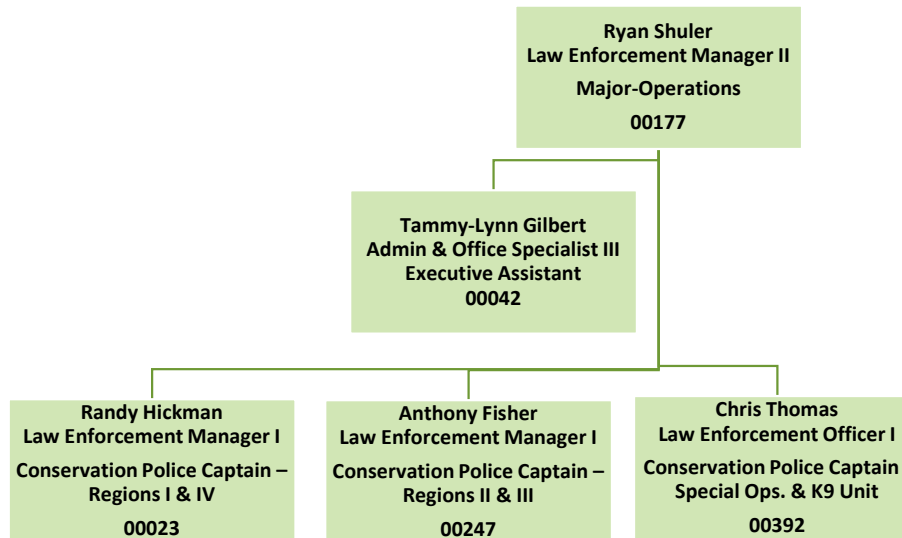 Ryan Shuler
Law Enforcement Manager II
Major-Operations
00177
Tammy-Lynn Gilbert
Admin & Office Specialist III
Executive Assistant
00042
Randy Hickman
Law Enforcement Manager I
Conservation Police Captain –
Regions I & IV
00023
Anthony Fisher
Law Enforcement Manager I
Conservation Police Captain –
Regions II & III
00247
Chris Thomas
Law Enforcement Officer I
Conservation Police Captain
Special Ops. & K9 Unit
00392